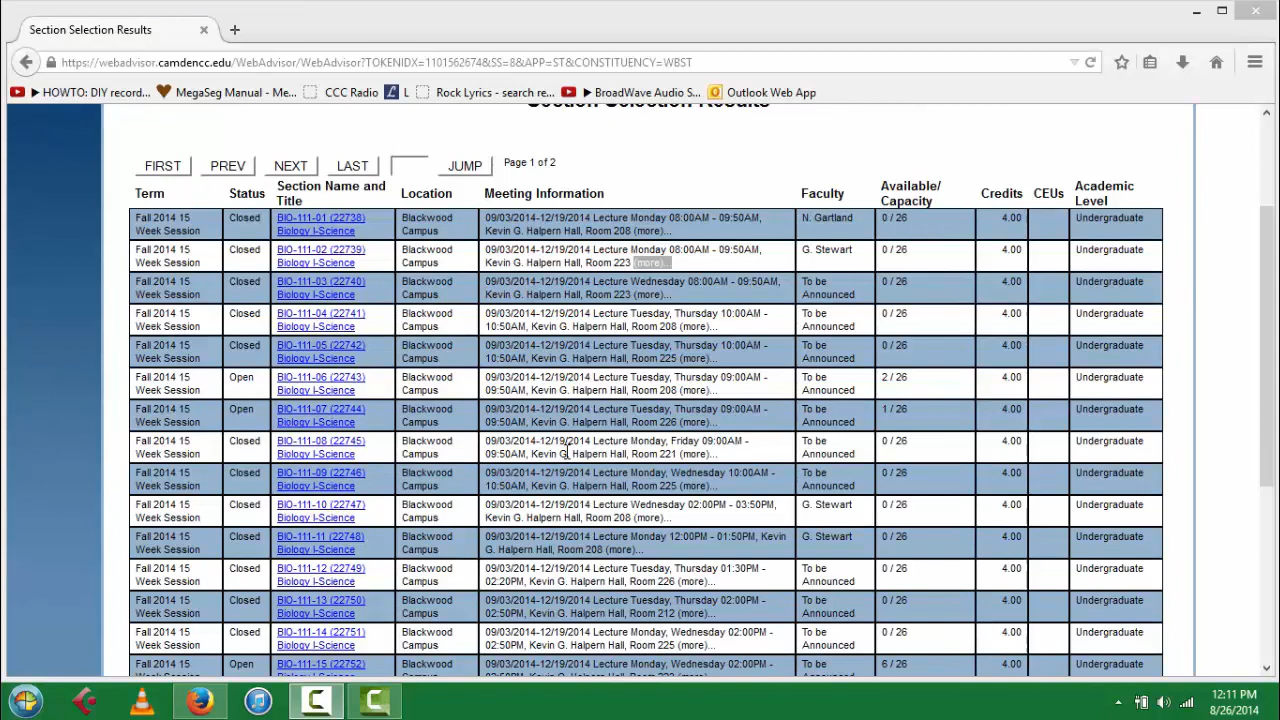 Section Selection Results
https://webadvisor.camdencc.edu/WebAdvisor/WebAdvisor?TOKENIDX=1101562674&SS=8&APP=ST&CONSTITUENCY=WBST
HOWTO: DIY record... MegaSeg Manual - Me... CCC Radio L Rock Lyrics - search re... BroadWave Audio S... Outlook Web App
Section Selection Results
FIRST PREV NEXT LAST JUMP Page 1 of 2
Term Status Section Name and Title Location Meeting Information Faculty Available/ Capacity Credits CEUs Academic Level
Fall 2014 15 Closed BIO-111-01 (22738) Blackwood 09/03/2014-12/19/2014 Lecture Monday 08:00AM - 09:50AM, N. Gartland 0 / 26 4.00 Undergraduate
Week Session Biology I-Science Campus Kevin G. Halpern Hall, Room 208 (more)...
Fall 2014 15 Closed BIO-111-02 (22739) Blackwood 09/03/2014-12/19/2014 Lecture Monday 08:00AM - 09:50AM, G. Stewart 0 / 26 4.00 Undergraduate
Week Session Biology I-Science Campus Kevin G. Halpern Hall, Room 223 (more)...
Fall 2014 15 Closed BIO-111-03 (22740) Blackwood 09/03/2014-12/19/2014 Lecture Wednesday 08:00AM - 09:50AM, To be 0 / 26 4.00 Undergraduate
Week Session Biology I-Science Campus Kevin G. Halpern Hall, Room 223 (more)... Announced
Fall 2014 15 Closed BIO-111-04 (22741) Blackwood 09/03/2014-12/19/2014 Lecture Tuesday, Thursday 10:00AM - To be 0 / 26 4.00 Undergraduate
Week Session Biology I-Science Campus 10:50AM, Kevin G. Halpern Hall, Room 208 (more)... Announced
Fall 2014 15 Closed BIO-111-05 (22742) Blackwood 09/03/2014-12/19/2014 Lecture Tuesday, Thursday 10:00AM - To be 0 / 26 4.00 Undergraduate
Week Session Biology I-Science Campus 10:50AM, Kevin G. Halpern Hall, Room 225 (more)... Announced
Fall 2014 15 Open BIO-111-06 (22743) Blackwood 09/03/2014-12/19/2014 Lecture Tuesday, Thursday 09:00AM - To be 2 / 26 4.00 Undergraduate
Week Session Biology I-Science Campus 09:50AM, Kevin G. Halpern Hall, Room 208 (more)... Announced
Fall 2014 15 Open BIO-111-07 (22744) Blackwood 09/03/2014-12/19/2014 Lecture Tuesday, Thursday 09:00AM - To be 1 / 26 4.00 Undergraduate
Week Session Biology I-Science Campus 09:50AM, Kevin G. Halpern Hall, Room 226 (more)... Announced
Fall 2014 15 Closed BIO-111-08 (22745) Blackwood 09/03/2014-12/19/2014 Lecture Monday, Friday 09:00AM - To be 0 / 26 4.00 Undergraduate
Week Session Biology I-Science Campus 09:50AM, Kevin G. Halpern Hall, Room 221 (more)... Announced
Fall 2014 15 Closed BIO-111-09 (22746) Blackwood 09/03/2014-12/19/2014 Lecture Monday, Wednesday 10:00AM - To be 0 / 26 4.00 Undergraduate
Week Session Biology I-Science Campus 10:50AM, Kevin G. Halpern Hall, Room 225 (more)... Announced
Fall 2014 15 Closed BIO-111-10 (22747) Blackwood 09/03/2014-12/19/2014 Lecture Wednesday 02:00PM - 03:50PM, G. Stewart 0 / 26 4.00 Undergraduate
Week Session Biology I-Science Campus Kevin G. Halpern Hall, Room 208 (more)...
Fall 2014 15 Closed BIO-111-11 (22748) Blackwood 09/03/2014-12/19/2014 Lecture Monday 12:00PM - 01:50PM, Kevin G. Stewart 0 / 26 4.00 Undergraduate
Week Session Biology I-Science Campus G. Halpern Hall, Room 208 (more)...
Fall 2014 15 Closed BIO-111-12 (22749) Blackwood 09/03/2014-12/19/2014 Lecture Tuesday, Thursday 01:30PM - To be 0 / 26 4.00 Undergraduate
Week Session Biology I-Science Campus 02:20PM, Kevin G. Halpern Hall, Room 226 (more)... Announced
Fall 2014 15 Closed BIO-111-13 (22750) Blackwood 09/03/2014-12/19/2014 Lecture Tuesday, Thursday 02:00PM - To be 0 / 26 4.00 Undergraduate
Week Session Biology I-Science Campus 02:50PM, Kevin G. Halpern Hall, Room 212 (more)... Announced
Fall 2014 15 Closed BIO-111-14 (22751) Blackwood 09/03/2014-12/19/2014 Lecture Monday, Wednesday 02:00PM - To be 0 / 26 4.00 Undergraduate
Week Session Biology I-Science Campus 02:50PM, Kevin G. Halpern Hall, Room 225 (more)... Announced
Fall 2014 15 Open BIO-111-15 (22752) Blackwood 09/03/2014-12/19/2014 Lecture Monday, Wednesday 02:00PM - To be 6 / 26 4.00 Undergraduate
12:11 PM
8/26/2014